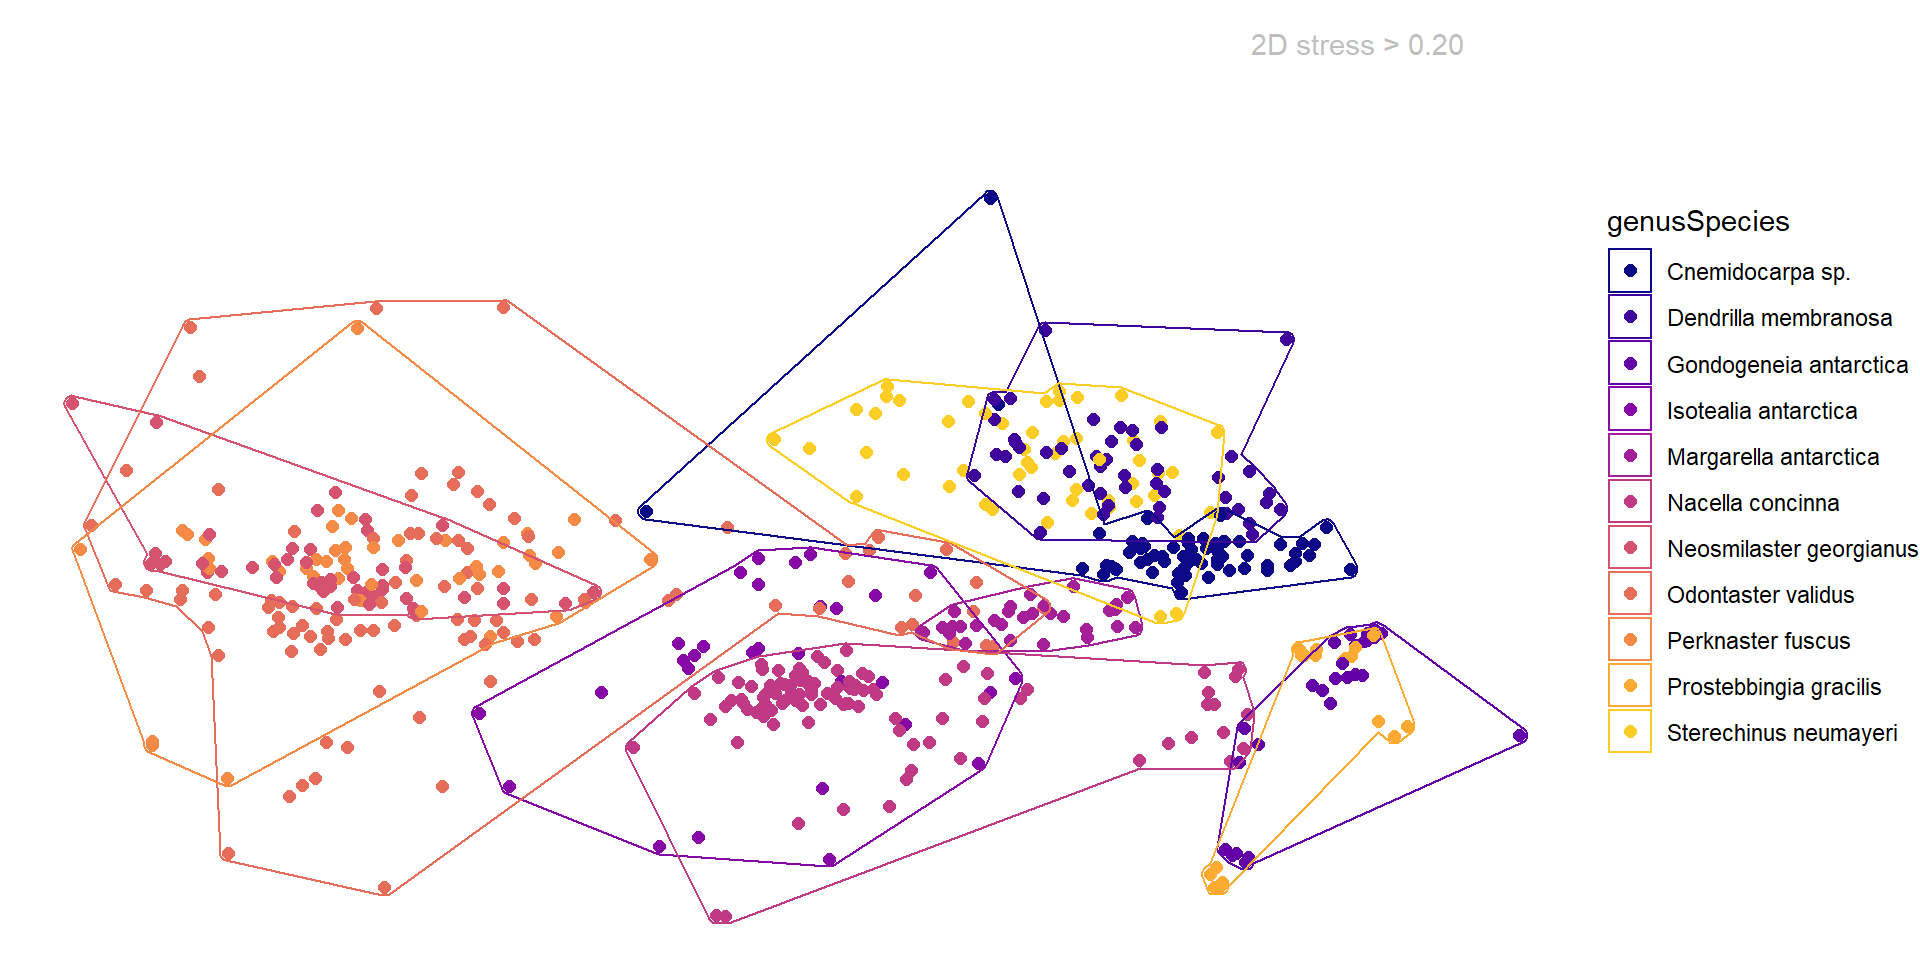 2D stress > 0.20
genusSpecies
Cnemidocarpa sp.
Dendrilla membranosa
Gondogeneia antarctica
Isotealia antarctica
Margarella antarctica
Nacella concinna
Neosmilaster georgianus
Odontaster validus
Perknaster fuscus
Prostebbingia gracilis
Sterechinus neumayeri